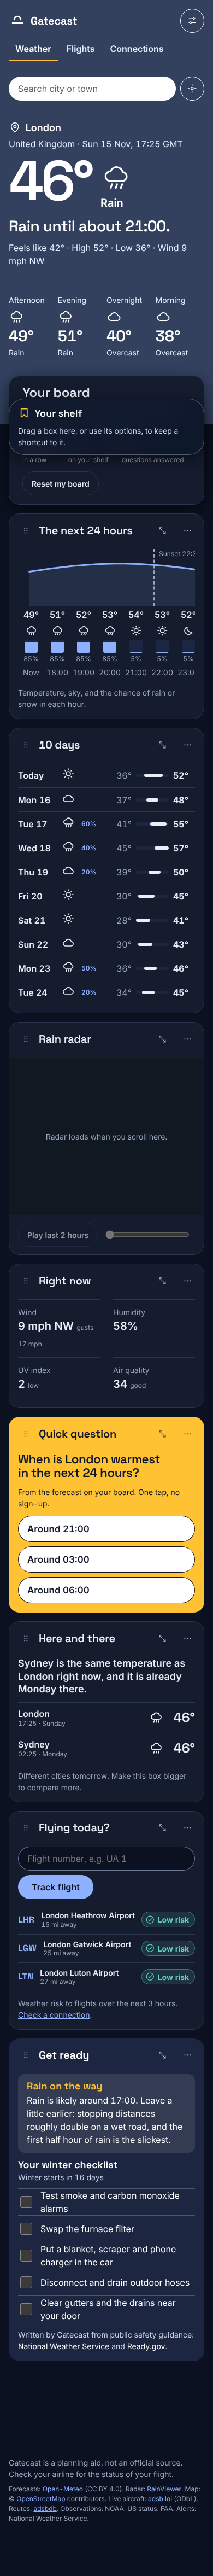 Gatecast
Weather Flights Connections
Search city or town
London
United Kingdom · Sun 15 Nov, 17:25 GMT
46°
Rain
Rain until about 21:00.
Feels like 42° · High 52° · Low 36° · Wind 9
mph NW
Afternoon Evening Overnight Morning
49° 51° 40° 38°
Rain Rain Overcast Overcast
Your board
Your shelf
Drag a box here, or use its options, to keep a
shortcut to it.
in a row on your shelf questions answered
Reset my board
The next 24 hours
Sunset 22:3
49° 51° 52° 53° 54° 53° 52°
85% 85% 85% 85% 5% 5% 5%
Now 18:00 19:00 20:00 21:00 22:00 23:0
Temperature, sky, and the chance of rain or
snow in each hour.
10 days
Today 36° 52°
Mon 16 37° 48°
Tue 17 60% 41° 55°
Wed 18 40% 45° 57°
Thu 19 20% 39° 50°
Fri 20 30° 45°
Sat 21 28° 41°
Sun 22 30° 43°
Mon 23 50% 36° 46°
Tue 24 20% 34° 45°
Rain radar
Radar loads when you scroll here.
Play last 2 hours
Right now
Wind Humidity
9 mph NW gusts 58%
17 mph
UV index Air quality
2 low 34 good
Quick question
When is London warmest
in the next 24 hours?
From the forecast on your board. One tap, no
sign-up.
Around 21:00
Around 03:00
Around 06:00
Here and there
Sydney is the same temperature as
London right now, and it is already
Monday there.
London 46°
17:25 · Sunday
Sydney 46°
02:25 · Monday
Different cities tomorrow. Make this box bigger
to compare more.
Flying today?
Flight number, e.g. UA 1
Track flight
LHR London Heathrow Airport Low risk
15 mi away
LGW London Gatwick Airport Low risk
25 mi away
LTN London Luton Airport Low risk
27 mi away
Weather risk to flights over the next 3 hours.
Check a connection.
Get ready
Rain on the way
Rain is likely around 17:00. Leave a
little earlier: stopping distances
roughly double on a wet road, and the
first half hour of rain is the slickest.
Your winter checklist
Winter starts in 16 days
Test smoke and carbon monoxide
alarms
Swap the furnace filter
Put a blanket, scraper and phone
charger in the car
Disconnect and drain outdoor hoses
Clear gutters and the drains near
your door
Written by Gatecast from public safety guidance:
National Weather Service and Ready.gov.
Gatecast is a planning aid, not an official source.
Check your airline for the status of your flight.
Forecasts: Open-Meteo (CC BY 4.0). Radar: RainViewer. Map:
© OpenStreetMap contributors. Live aircraft: adsb.lol (ODbL).
Routes: adsbdb. Observations: NOAA. US status: FAA. Alerts:
National Weather Service.